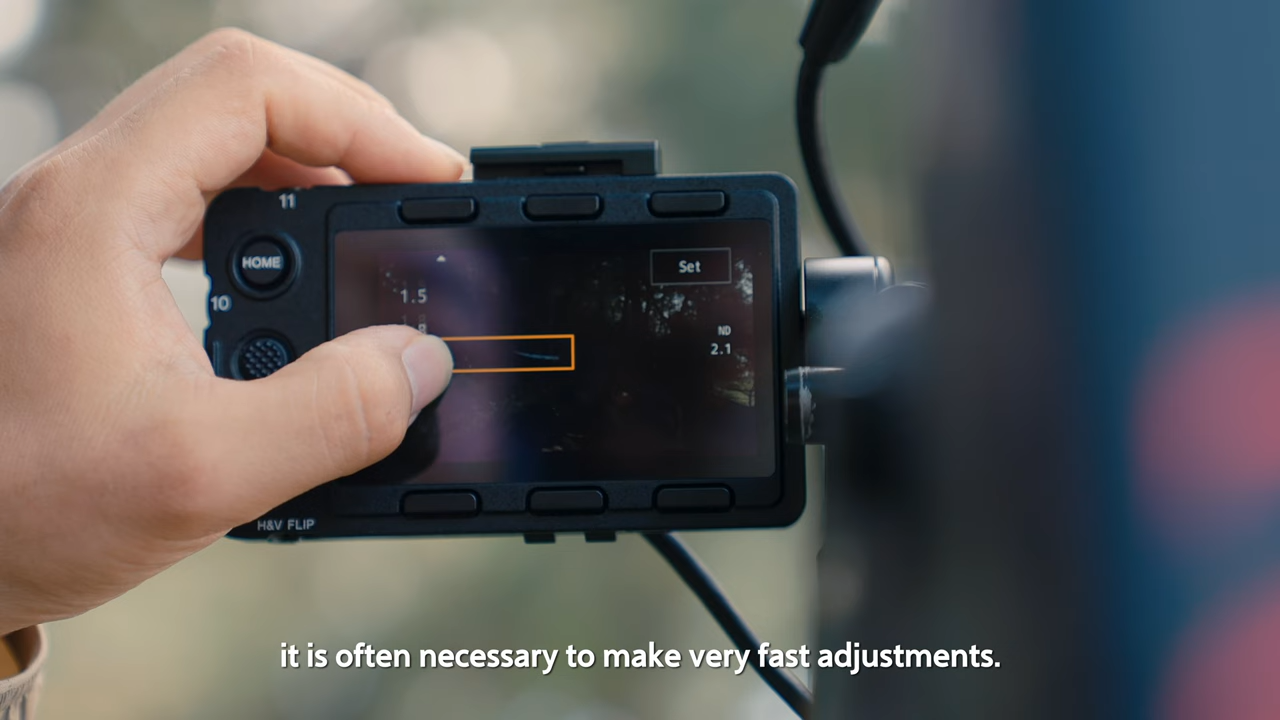 11
HOME
Set
10
1.5
ND
2.1
H&V FLIP
it is often necessary to make very fast adjustments.